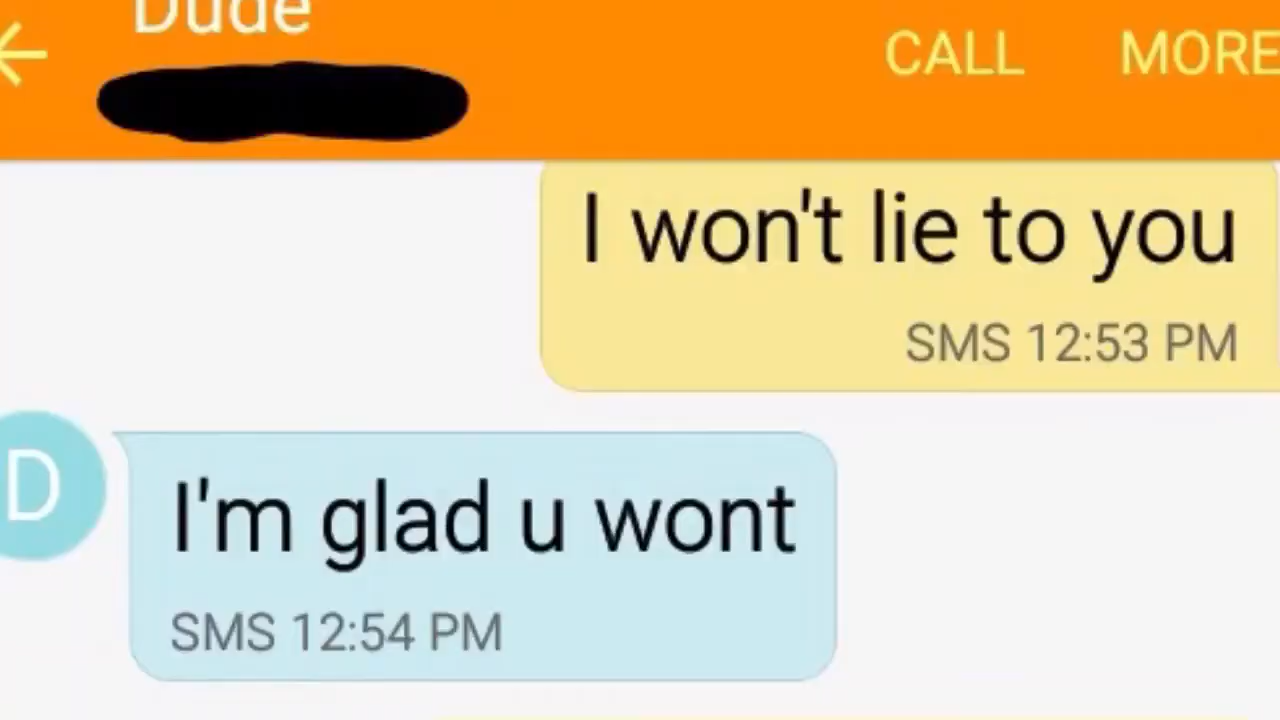 Dude
CALL MORE
I won't lie to you
SMS 12:53 PM
D
I'm glad u wont
SMS 12:54 PM